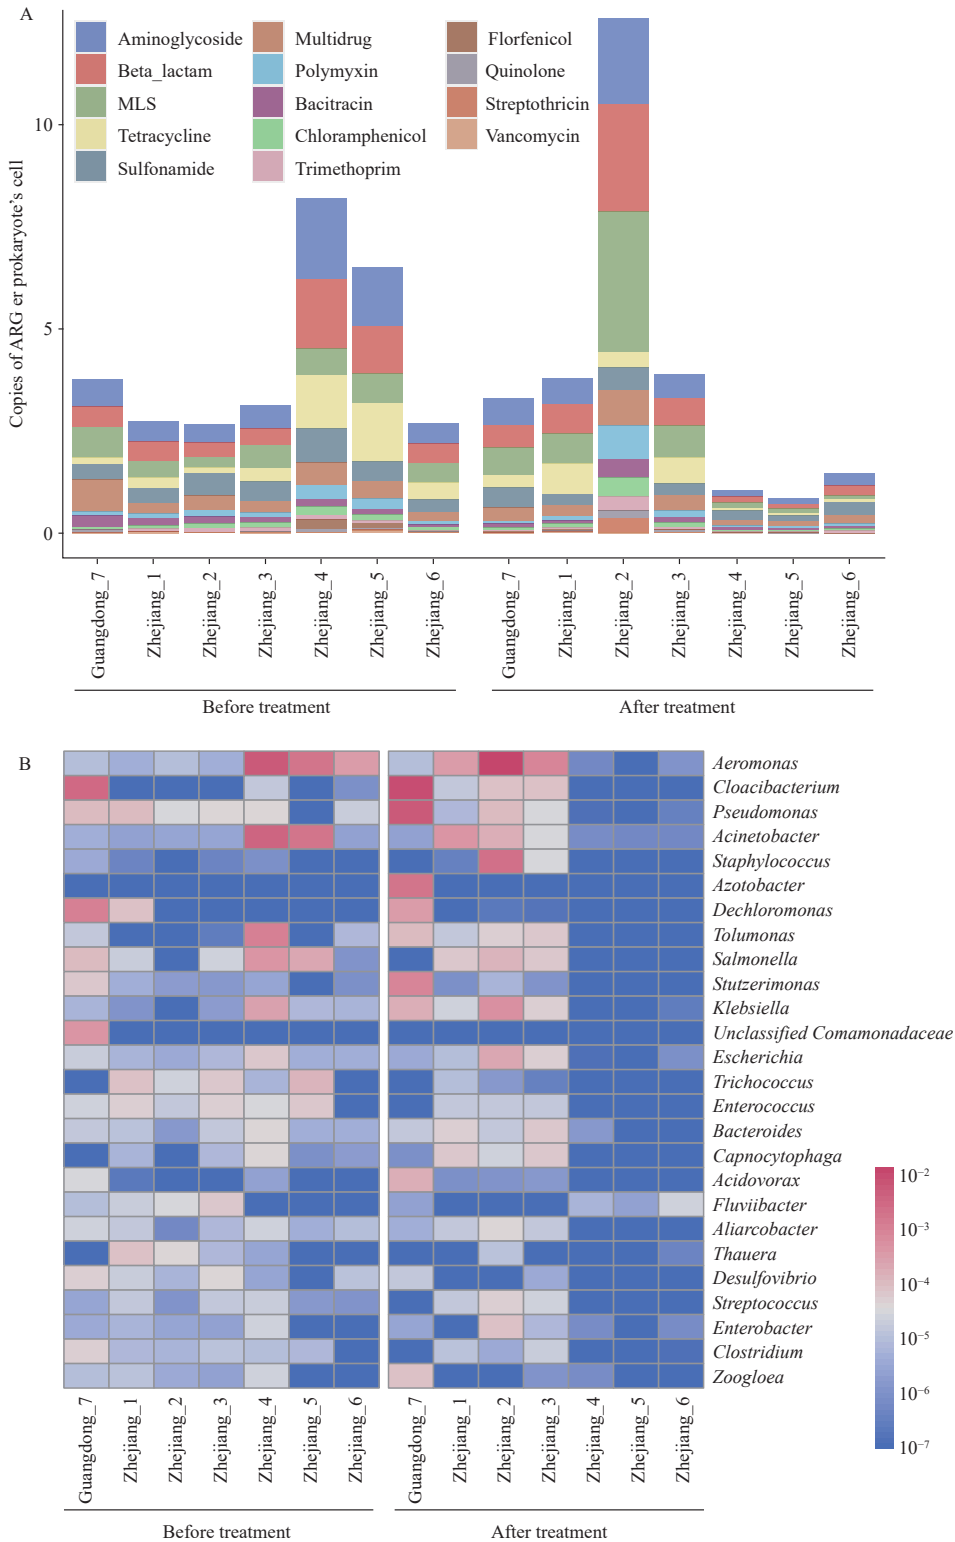 A
Aminoglycoside
Beta_lactam
MLS
Tetracycline
Sulfonamide
Multidrug
Polymyxin
Bacitracin
Chloramphenicol
Trimethoprim
Florfenicol
Quinolone
Streptothricin
Vancomycin
Copies of ARG er prokaryote's cell
10
5
0
Guangdong_7
Zhejiang_1
Zhejiang_2
Zhejiang_3
Zhejiang_4
Zhejiang_5
Zhejiang_6
Guangdong_7
Zhejiang_1
Zhejiang_2
Zhejiang_3
Zhejiang_4
Zhejiang_5
Zhejiang_6
Before treatment
After treatment
B
Aeromonas
Cloacibacterium
Pseudomonas
Acinetobacter
Staphylococcus
Azotobacter
Dechloromonas
Tolumonas
Salmonella
Stutzerimonas
Klebsiella
Unclassified Comamonadaceae
Escherichia
Trichococcus
Enterococcus
Bacteroides
Capnocytophaga
Acidovorax
Fluviibacter
Aliarcobacter
Thauera
Desulfovibrio
Streptococcus
Enterobacter
Clostridium
Zoogloea
10⁻²
10⁻³
10⁻⁴
10⁻⁵
10⁻⁶
10⁻⁷
Guangdong_7
Zhejiang_1
Zhejiang_2
Zhejiang_3
Zhejiang_4
Zhejiang_5
Zhejiang_6
Guangdong_7
Zhejiang_1
Zhejiang_2
Zhejiang_3
Zhejiang_4
Zhejiang_5
Zhejiang_6
Before treatment
After treatment